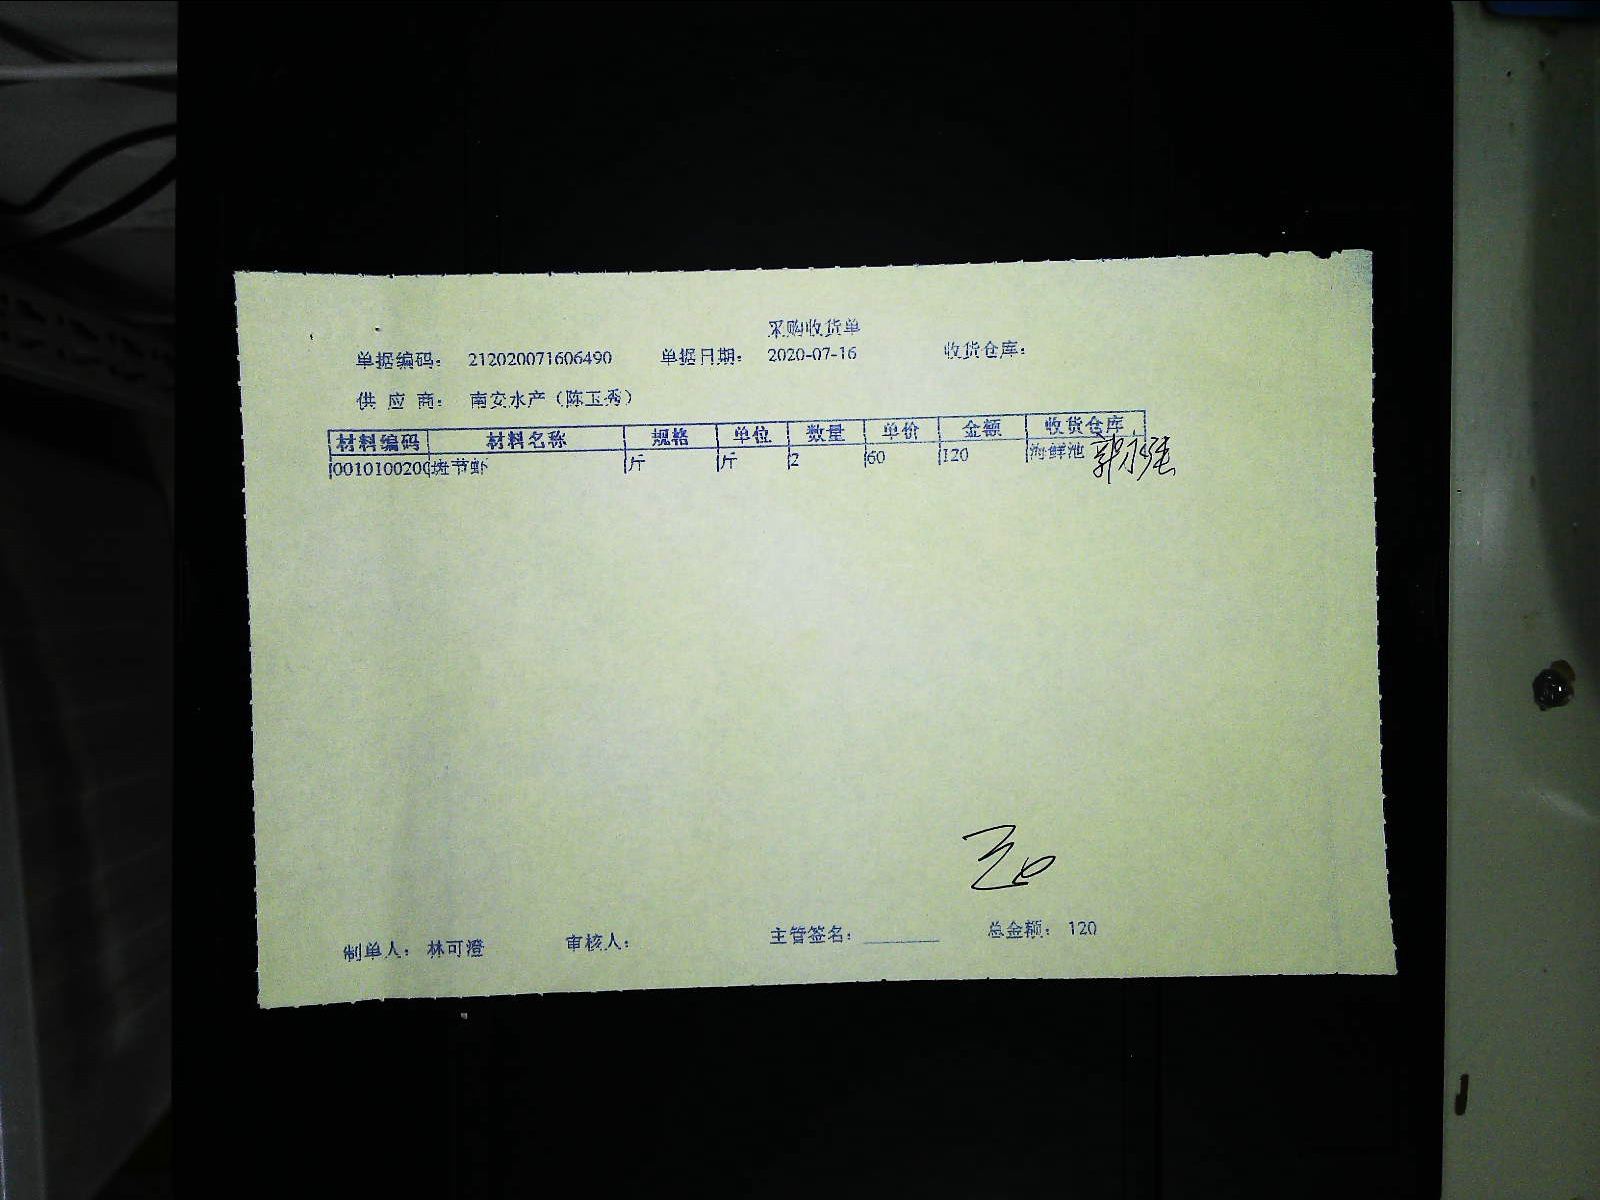 采购收货单
单据编码： 212020071606490 单据日期： 2020-07-16 收货仓库：
供 应 商： 南安水产（陈玉秀）
材料编码 材料名称 规格 单位 数量 单价 金额 收货仓库
0010100200 斑节虾 斤 斤 2 60 120 海鲜池
制单人： 林可澄 审核人： 主管签名：________ 总金额： 120